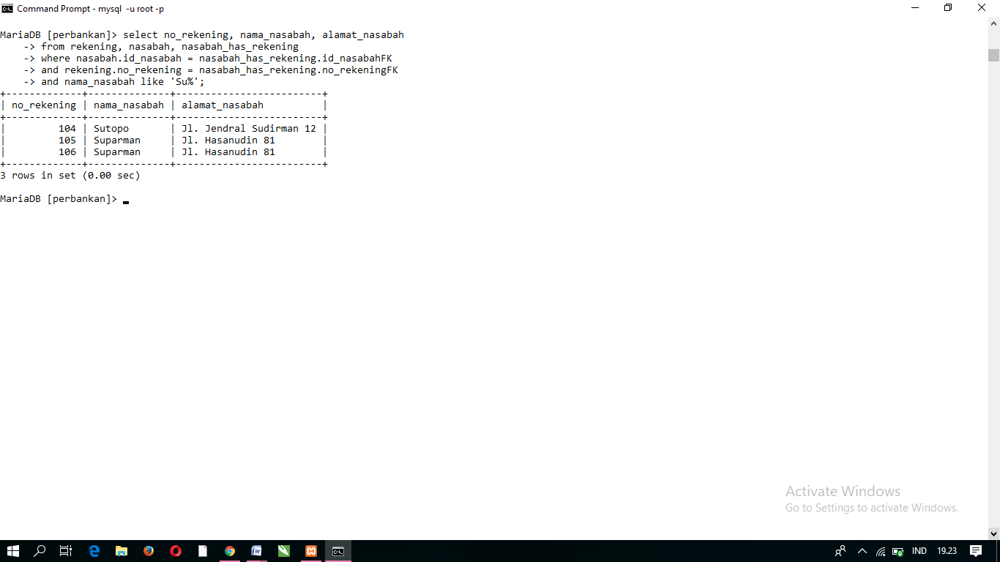 Command Prompt - mysql  -u root -p
MariaDB [perbankan]> select no_rekening, nama_nasabah, alamat_nasabah
    -> from rekening, nasabah, nasabah_has_rekening
    -> where nasabah.id_nasabah = nasabah_has_rekening.id_nasabahFK
    -> and rekening.no_rekening = nasabah_has_rekening.no_rekeningFK
    -> and nama_nasabah like 'Su%';
+-------------+--------------+-------------------------+
| no_rekening | nama_nasabah | alamat_nasabah          |
+-------------+--------------+-------------------------+
|         104 | Sutopo       | Jl. Jendral Sudirman 12 |
|         105 | Suparman     | Jl. Hasanudin 81        |
|         106 | Suparman     | Jl. Hasanudin 81        |
+-------------+--------------+-------------------------+
3 rows in set (0.00 sec)
MariaDB [perbankan]> _
Activate Windows
Go to Settings to activate Windows.
IND 19.23